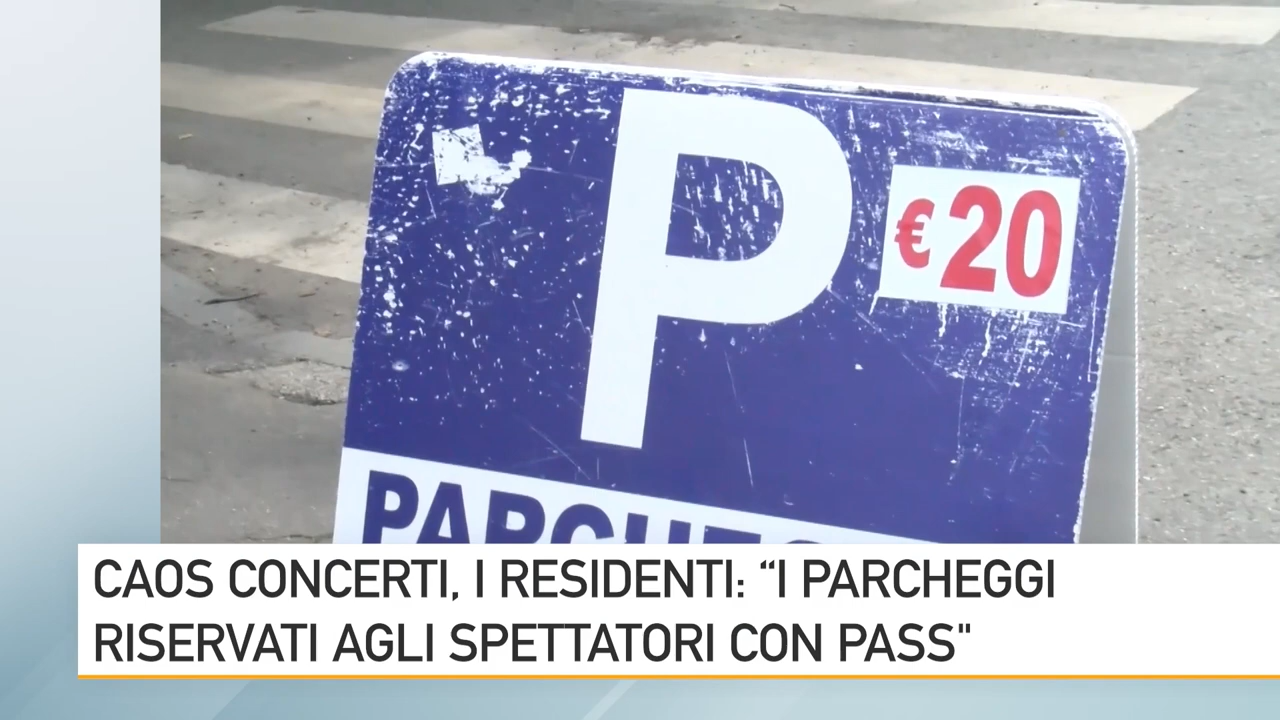 P
€20
CAOS CONCERTI, I RESIDENTI: “I PARCHEGGI
RISERVATI AGLI SPETTATORI CON PASS"